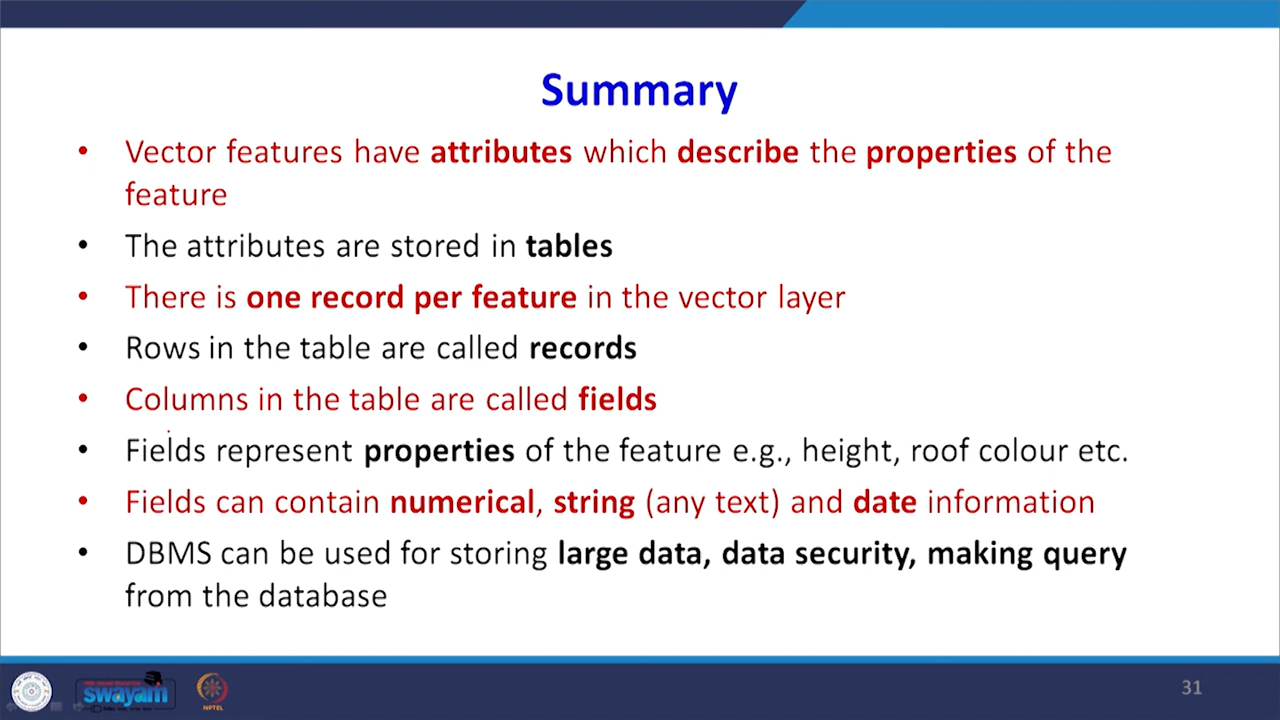 Summary
• Vector features have attributes which describe the properties of the
feature
• The attributes are stored in tables
• There is one record per feature in the vector layer
• Rows in the table are called records
• Columns in the table are called fields
• Fields represent properties of the feature e.g., height, roof colour etc.
• Fields can contain numerical, string (any text) and date information
• DBMS can be used for storing large data, data security, making query
from the database
swayam
NPTEL
31